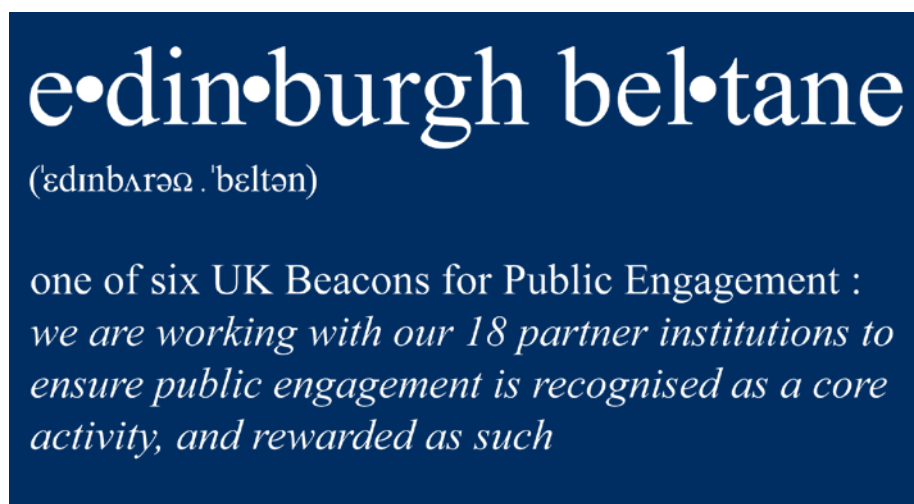 e•din•burgh bel•tane
(ˈɛdɪnbʌrəΩ .ˈbɛltən)
one of six UK Beacons for Public Engagement :
we are working with our 18 partner institutions to
ensure public engagement is recognised as a core
activity, and rewarded as such